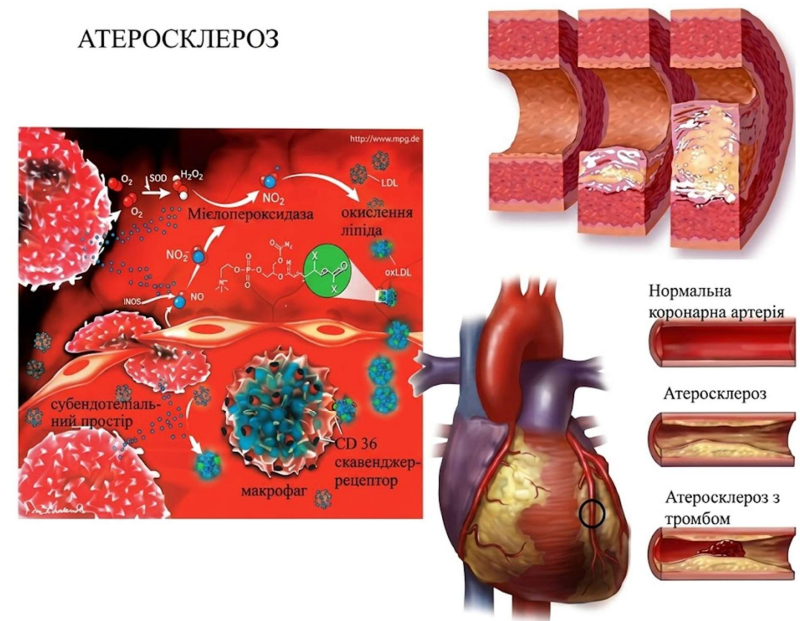 АТЕРОСКЛЕРОЗ
http://www.mpg.de
O₂
SOD
H₂O₂
O₂
NO₂
LDL
Мієлопероксидаза
окислення
ліпіда
NO₂
X
O
X
oxLDL
iNOS
NO
субендотеліаль-
ний простір
CD 36
скавенджер-
рецептор
макрофаг
Нормальна
коронарна артерія
Атеросклероз
Атеросклероз з
тромбом